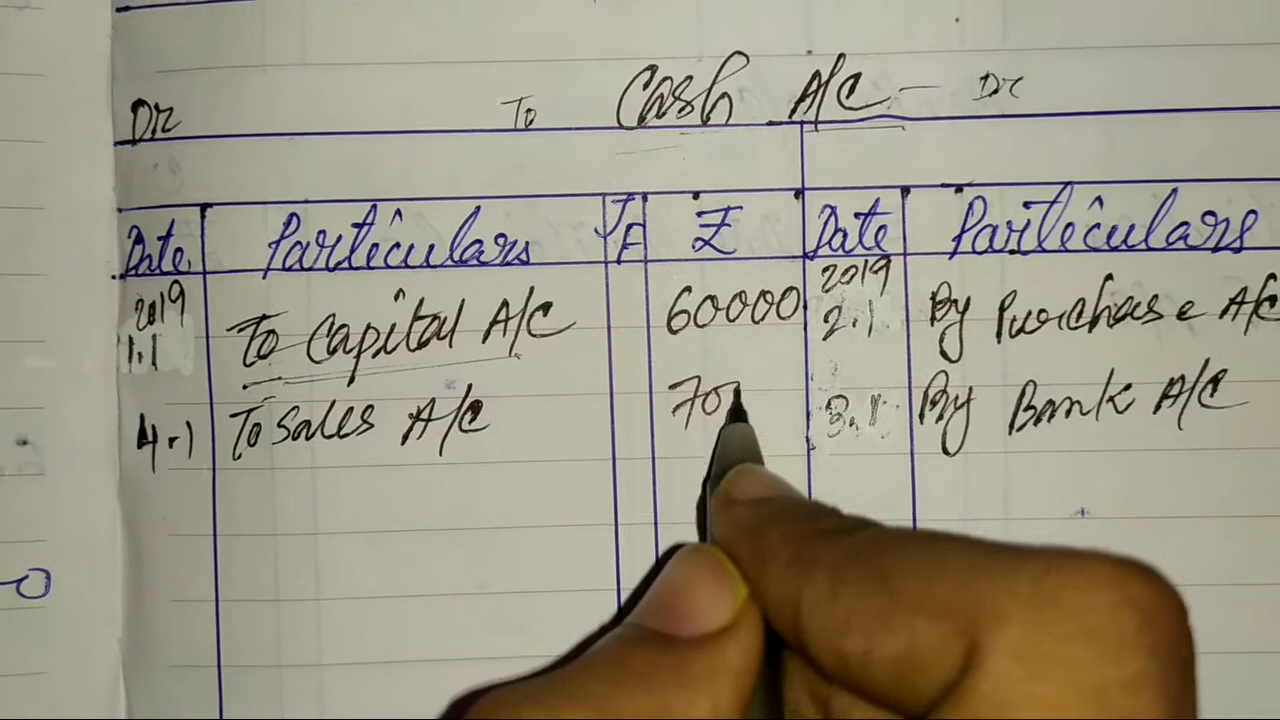 Dr To Cash A/C — Dr
Date Particulars JF ₹ Date Particulars
2019 2019
1.1 To Capital A/C 60000 2.1 By Purchase A/C
4.1 To Sales A/C 70 3.1 By Bank A/C